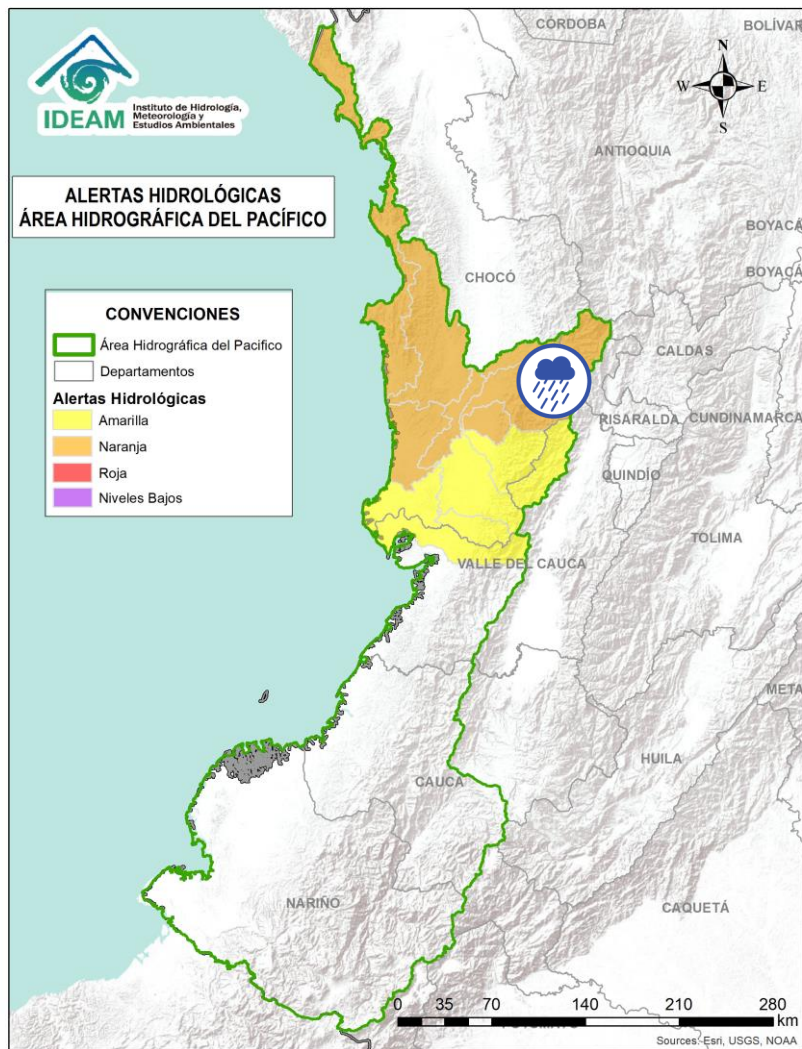 IDEAM
Instituto de Hidrología,
Meteorología y
Estudios Ambientales
ALERTAS HIDROLÓGICAS
ÁREA HIDROGRÁFICA DEL PACÍFICO
CONVENCIONES
Área Hidrográfica del Pacifico
Departamentos
Alertas Hidrológicas
Amarilla
Naranja
Roja
Niveles Bajos
N
W
E
S
CÓRDOBA
BOLÍVAR
ANTIOQUIA
BOYACÁ
BOYACÁ
CHOCÓ
CALDAS
RISARALDA
CUNDINAMARCA
QUINDÍO
TOLIMA
VALLE DEL CAUCA
META
HUILA
CAUCA
NARIÑO
CAQUETÁ
0 35 70 140 210 280
km
Sources: Esri, USGS, NOAA